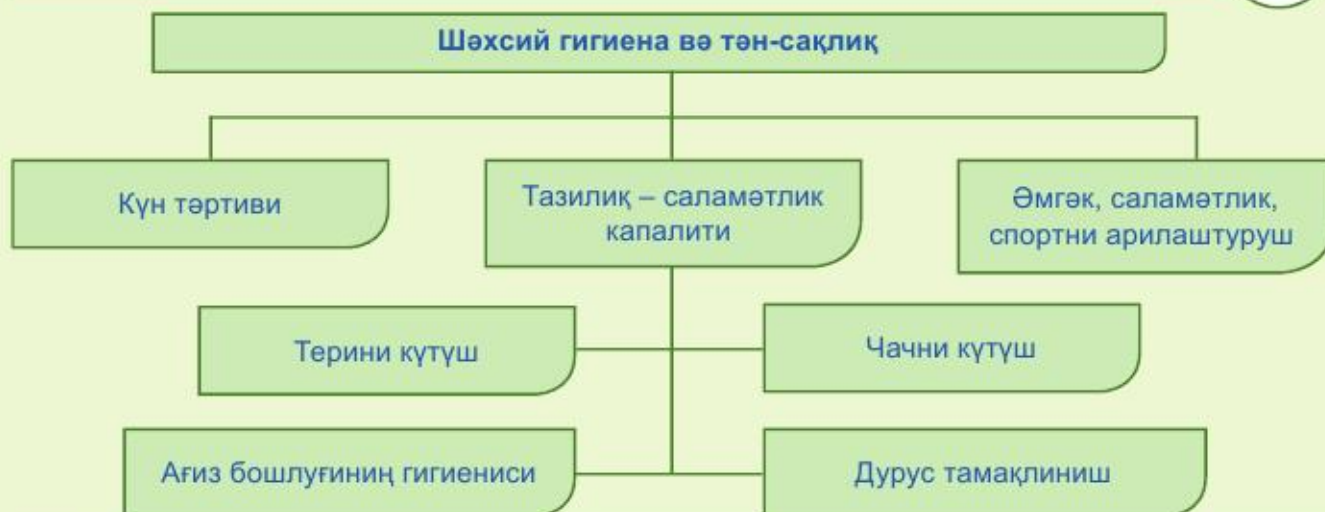 Шәхсий гигиена вә тән-сақлиқ
Күн тәртиви
Тазилиқ – саламәтлик
капалити
Әмгәк, саламәтлик,
спортни арилаштуруш
Терини күтүш
Чачни күтүш
Ағиз бошлуғиниң гигиениси
Дурус тамақлиниш